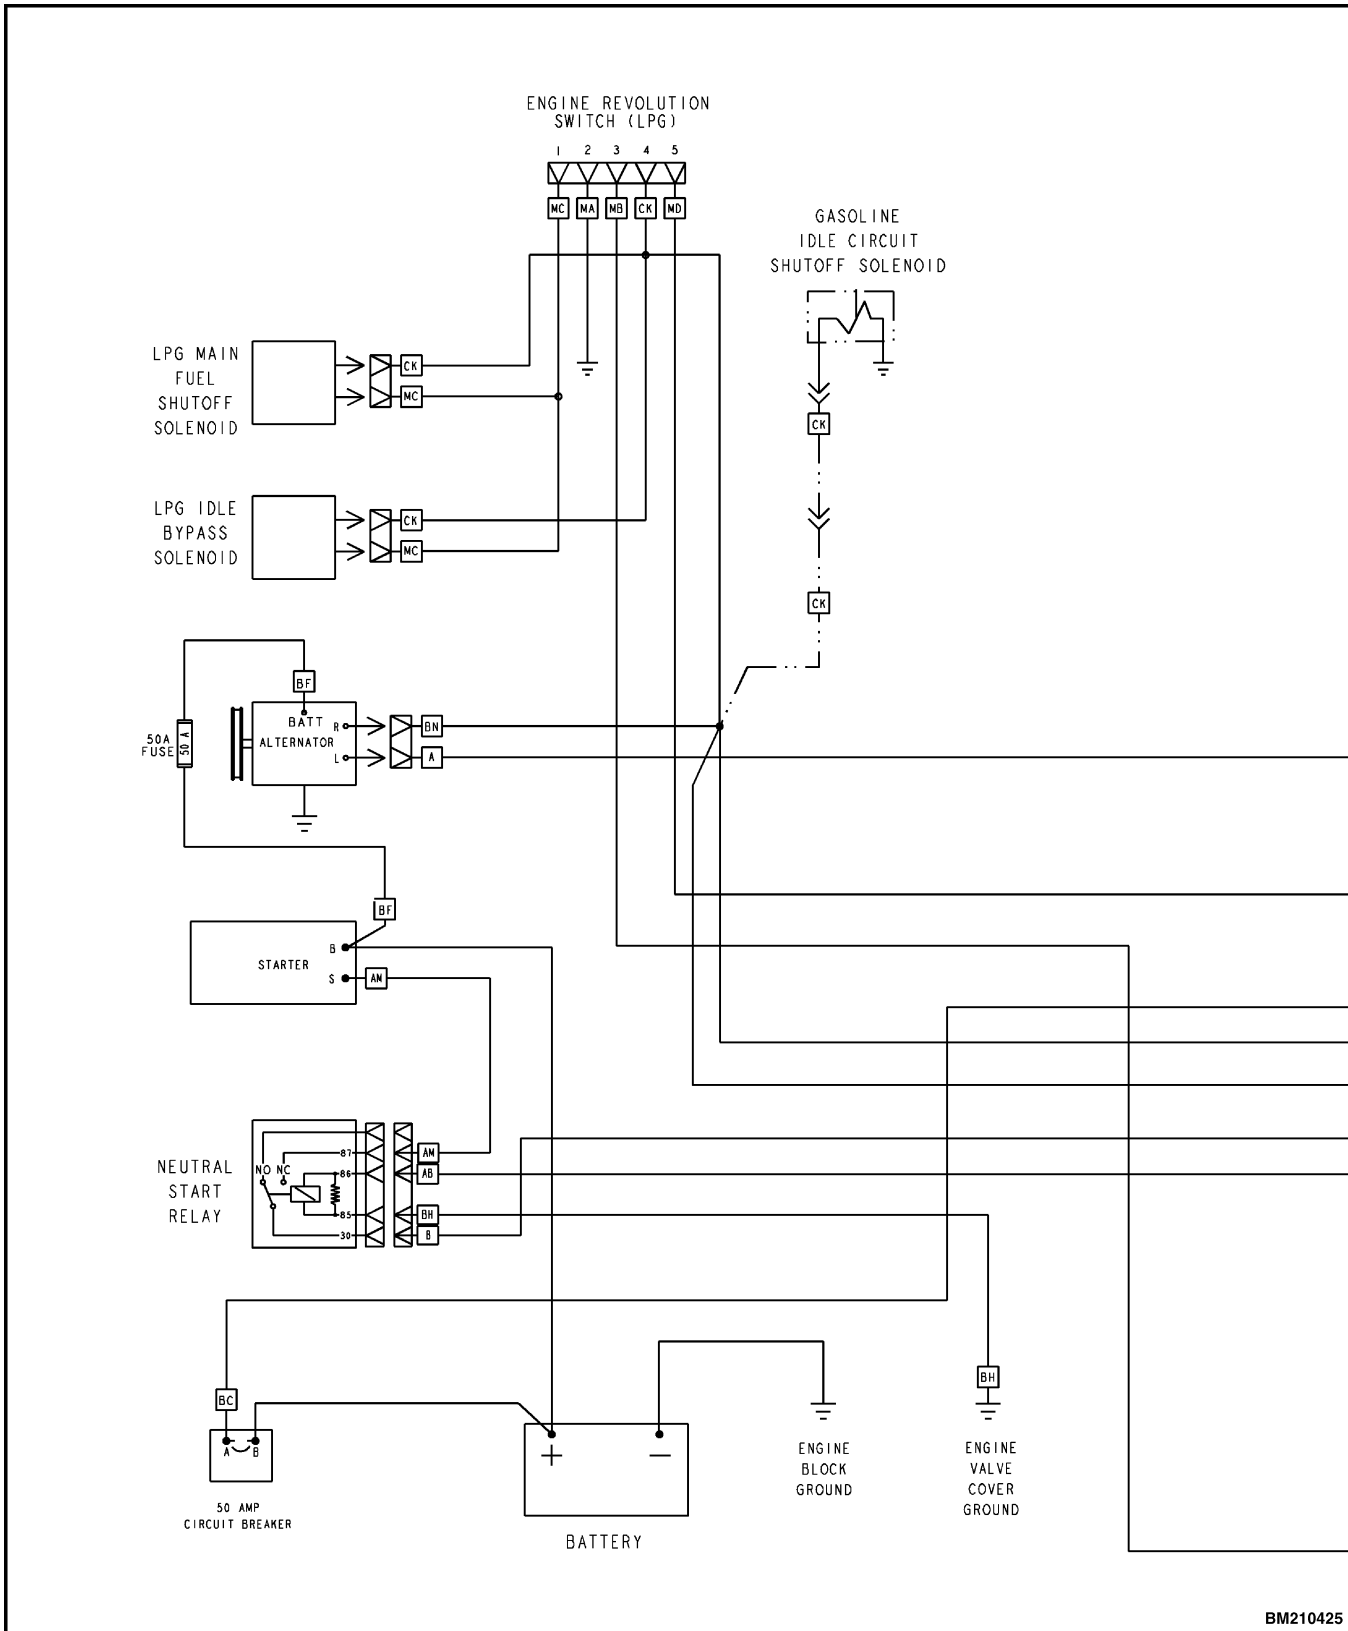 ENGINE REVOLUTION
SWITCH (LPG)
1 2 3 4 5
MC MA MB CK MD
GASOLINE
IDLE CIRCUIT
SHUTOFF SOLENOID
LPG MAIN
FUEL
SHUTOFF
SOLENOID
CK
MC
CK
LPG IDLE
BYPASS
SOLENOID
CK
MC
CK
BF
50A
FUSE
50 A
BATT
ALTERNATOR
R
L
BN
A
BF
STARTER
B
S
AM
NEUTRAL
START
RELAY
NO NC
87
86
85
30
AM
AB
BH
B
BC
A B
50 AMP
CIRCUIT BREAKER
+ −
BATTERY
ENGINE
BLOCK
GROUND
BH
ENGINE
VALVE
COVER
GROUND
BM210425